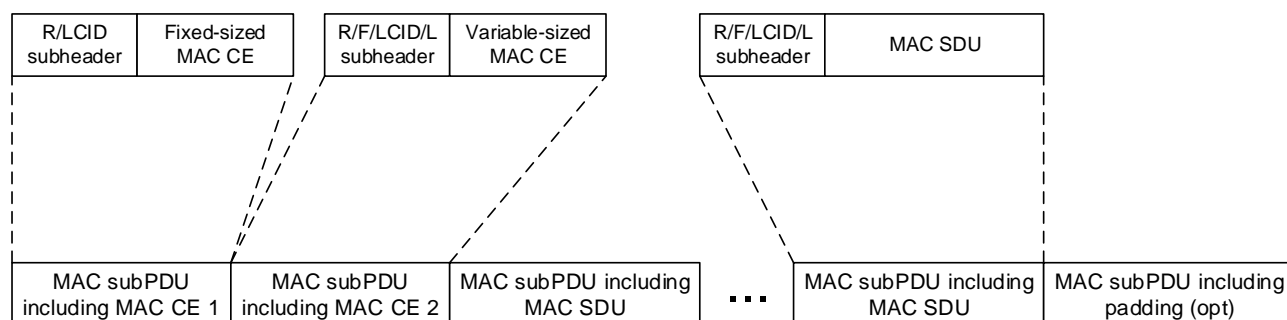 R/LCID
subheader
Fixed-sized
MAC CE
R/F/LCID/L
subheader
Variable-sized
MAC CE
R/F/LCID/L
subheader
MAC SDU
MAC subPDU
including MAC CE 1
MAC subPDU
including MAC CE 2
MAC subPDU including
MAC SDU
...
MAC subPDU including
MAC SDU
MAC subPDU including
padding (opt)